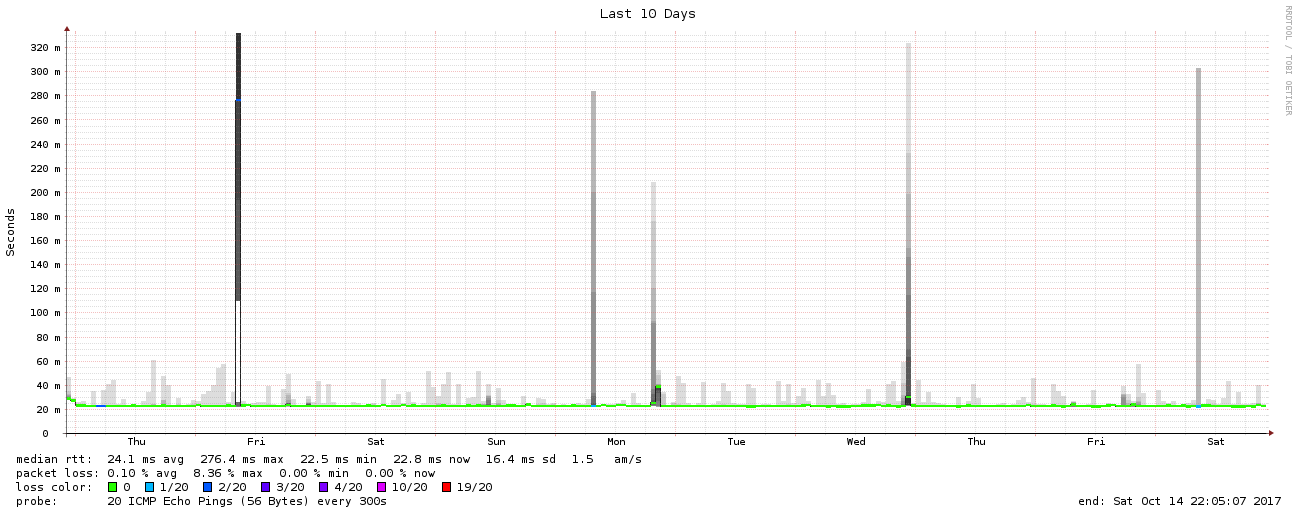 Last 10 Days
RRDTOOL / TOBI OETIKER
Seconds
320 m
300 m
280 m
260 m
240 m
220 m
200 m
180 m
160 m
140 m
120 m
100 m
80 m
60 m
40 m
20 m
0
Thu Fri Sat Sun Mon Tue Wed Thu Fri Sat
median rtt: 24.1 ms avg 276.4 ms max 22.5 ms min 22.8 ms now 16.4 ms sd 1.5 am/s
packet loss: 0.10 % avg 8.36 % max 0.00 % min 0.00 % now
loss color: 0 1/20 2/20 3/20 4/20 10/20 19/20
probe: 20 ICMP Echo Pings (56 Bytes) every 300s end: Sat Oct 14 22:05:07 2017